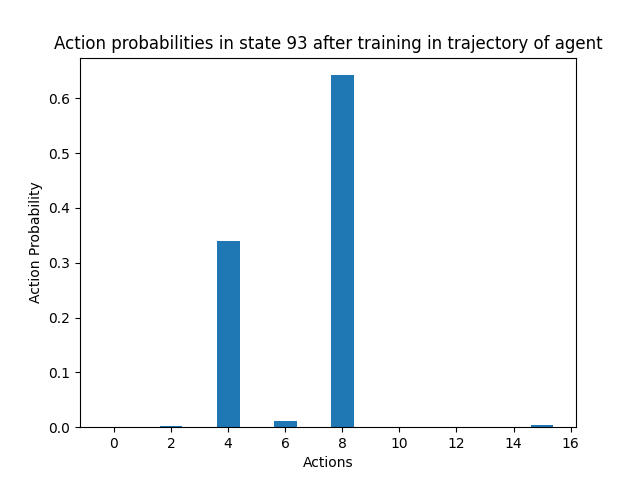 Action probabilities in state 93 after training in trajectory of agent
0.6
0.5
0.4
0.3
0.2
0.1
0.0
Action Probability
0 2 4 6 8 10 12 14 16
Actions